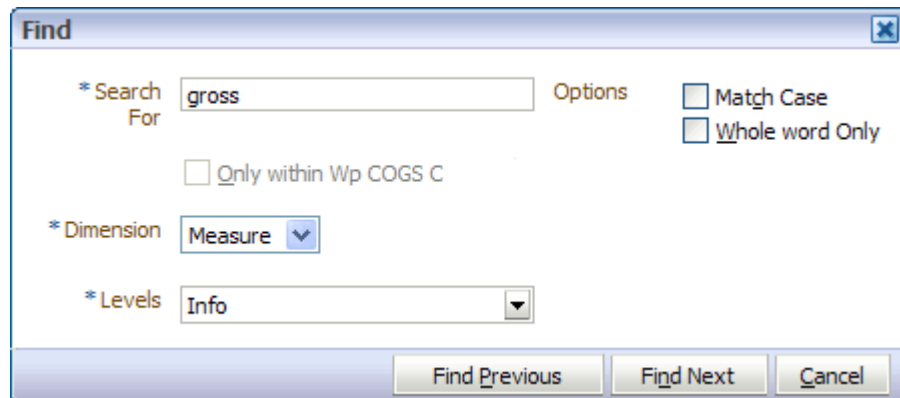 Find
* Search For
gross
Options
Match Case
Whole word Only
Only within Wp COGS C
* Dimension
Measure
* Levels
Info
Find Previous
Find Next
Cancel